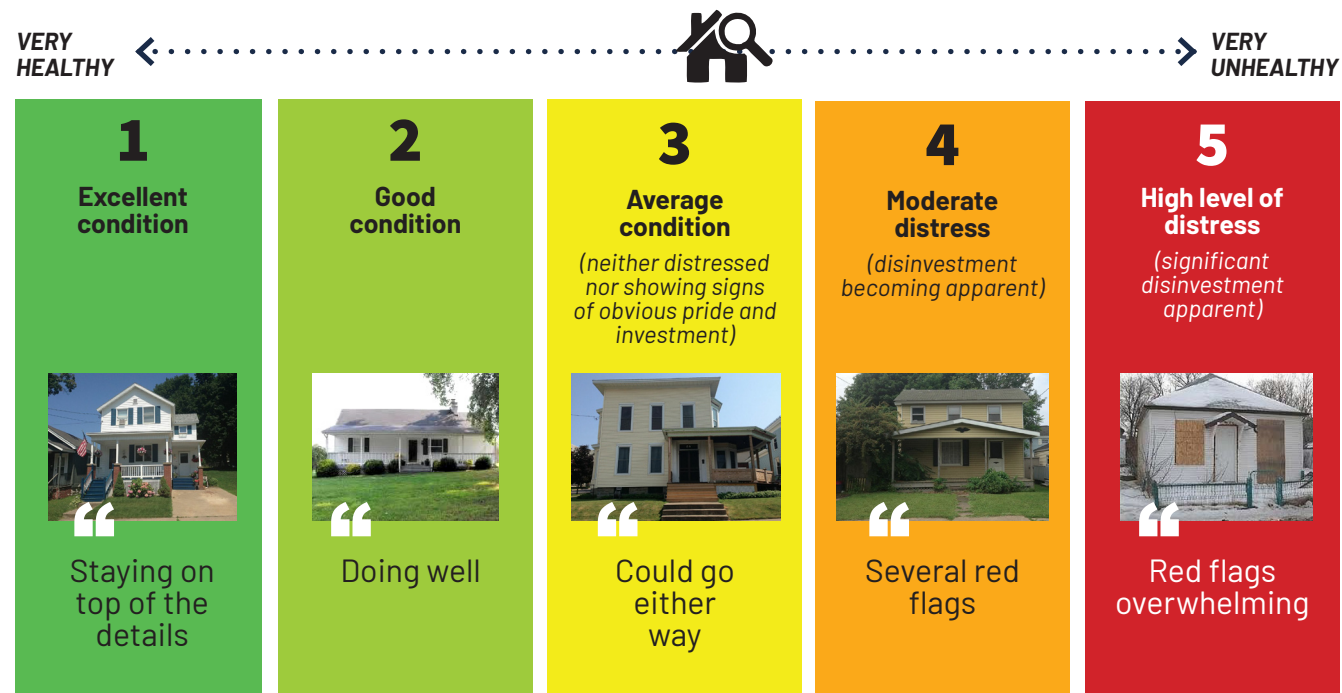 VERY
HEALTHY
VERY
UNHEALTHY
1
Excellent
condition
“
Staying on
top of the
details
2
Good
condition
“
Doing well
3
Average
condition
(neither distressed
nor showing signs
of obvious pride and
investment)
“
Could go
either
way
4
Moderate
distress
(disinvestment
becoming apparent)
“
Several red
flags
5
High level of
distress
(significant
disinvestment
apparent)
“
Red flags
overwhelming